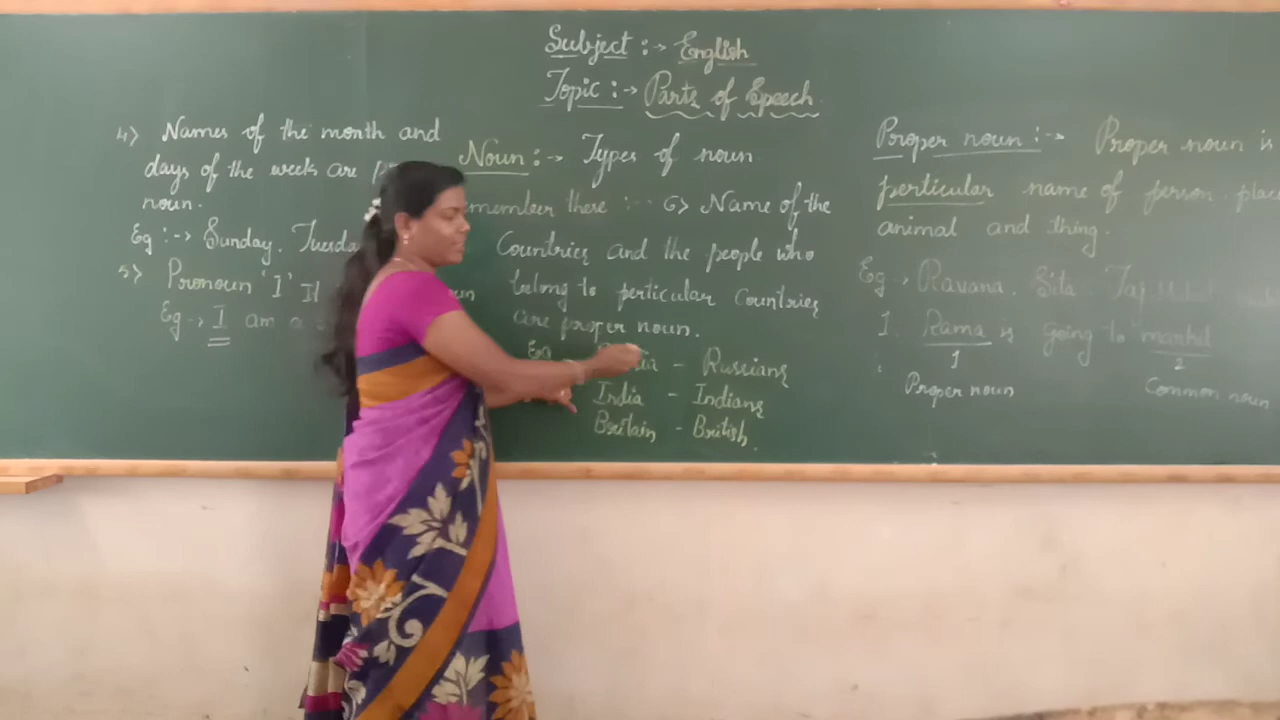 Subject :→ English
Topic :→ Parts of Speech
4) Names of the month and
days of the week are
noun.
Eg :→ Sunday. Tuesda
5) Pronoun 'I'
Eg → I am a
Noun :→ Types of noun
member these :→ 6) Name of the
Countries and the people who
belong to perticular Countries
are proper noun.
Eg
ia - Russians
India - Indians
Britain - British.
Proper noun :→ Proper noun is
perticular name of person. place
animal and thing.
Eg → Ravana. Sita. Taj
1. Rama is going to market
1 2
Proper noun Common noun